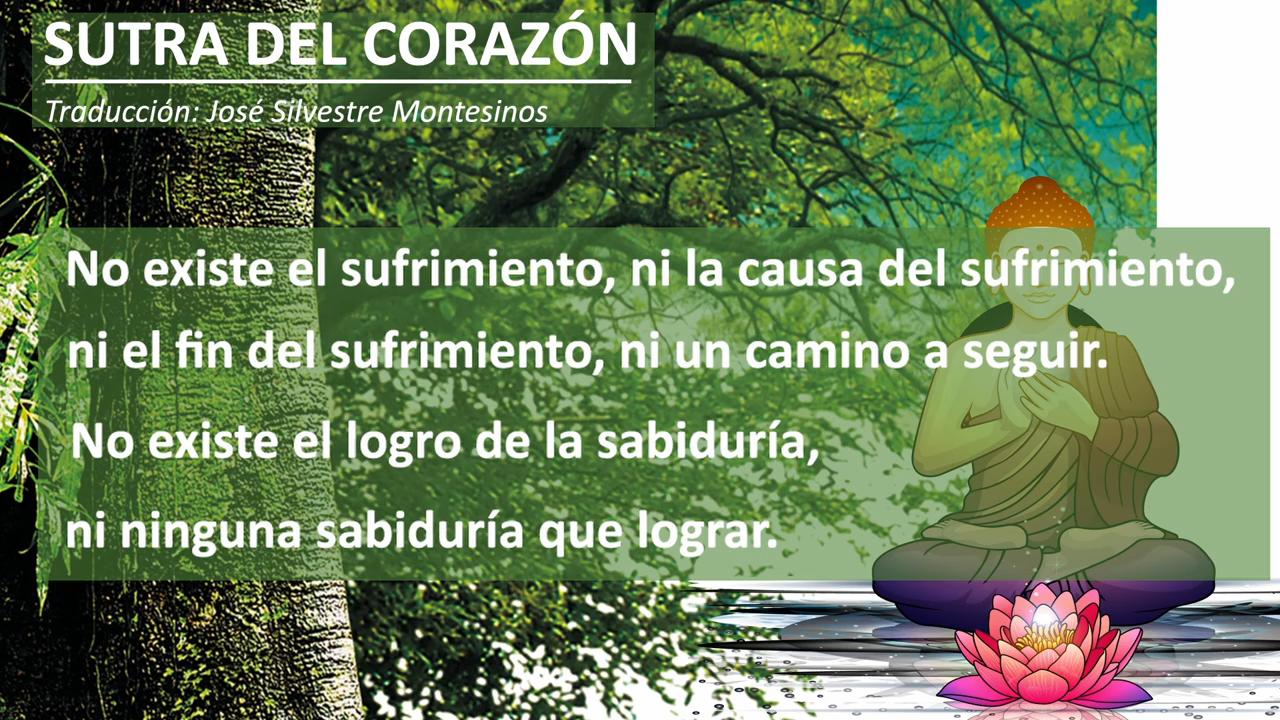 SUTRA DEL CORAZÓN
Traducción: José Silvestre Montesinos
No existe el sufrimiento, ni la causa del sufrimiento,
ni el fin del sufrimiento, ni un camino a seguir.
No existe el logro de la sabiduría,
ni ninguna sabiduría que lograr.